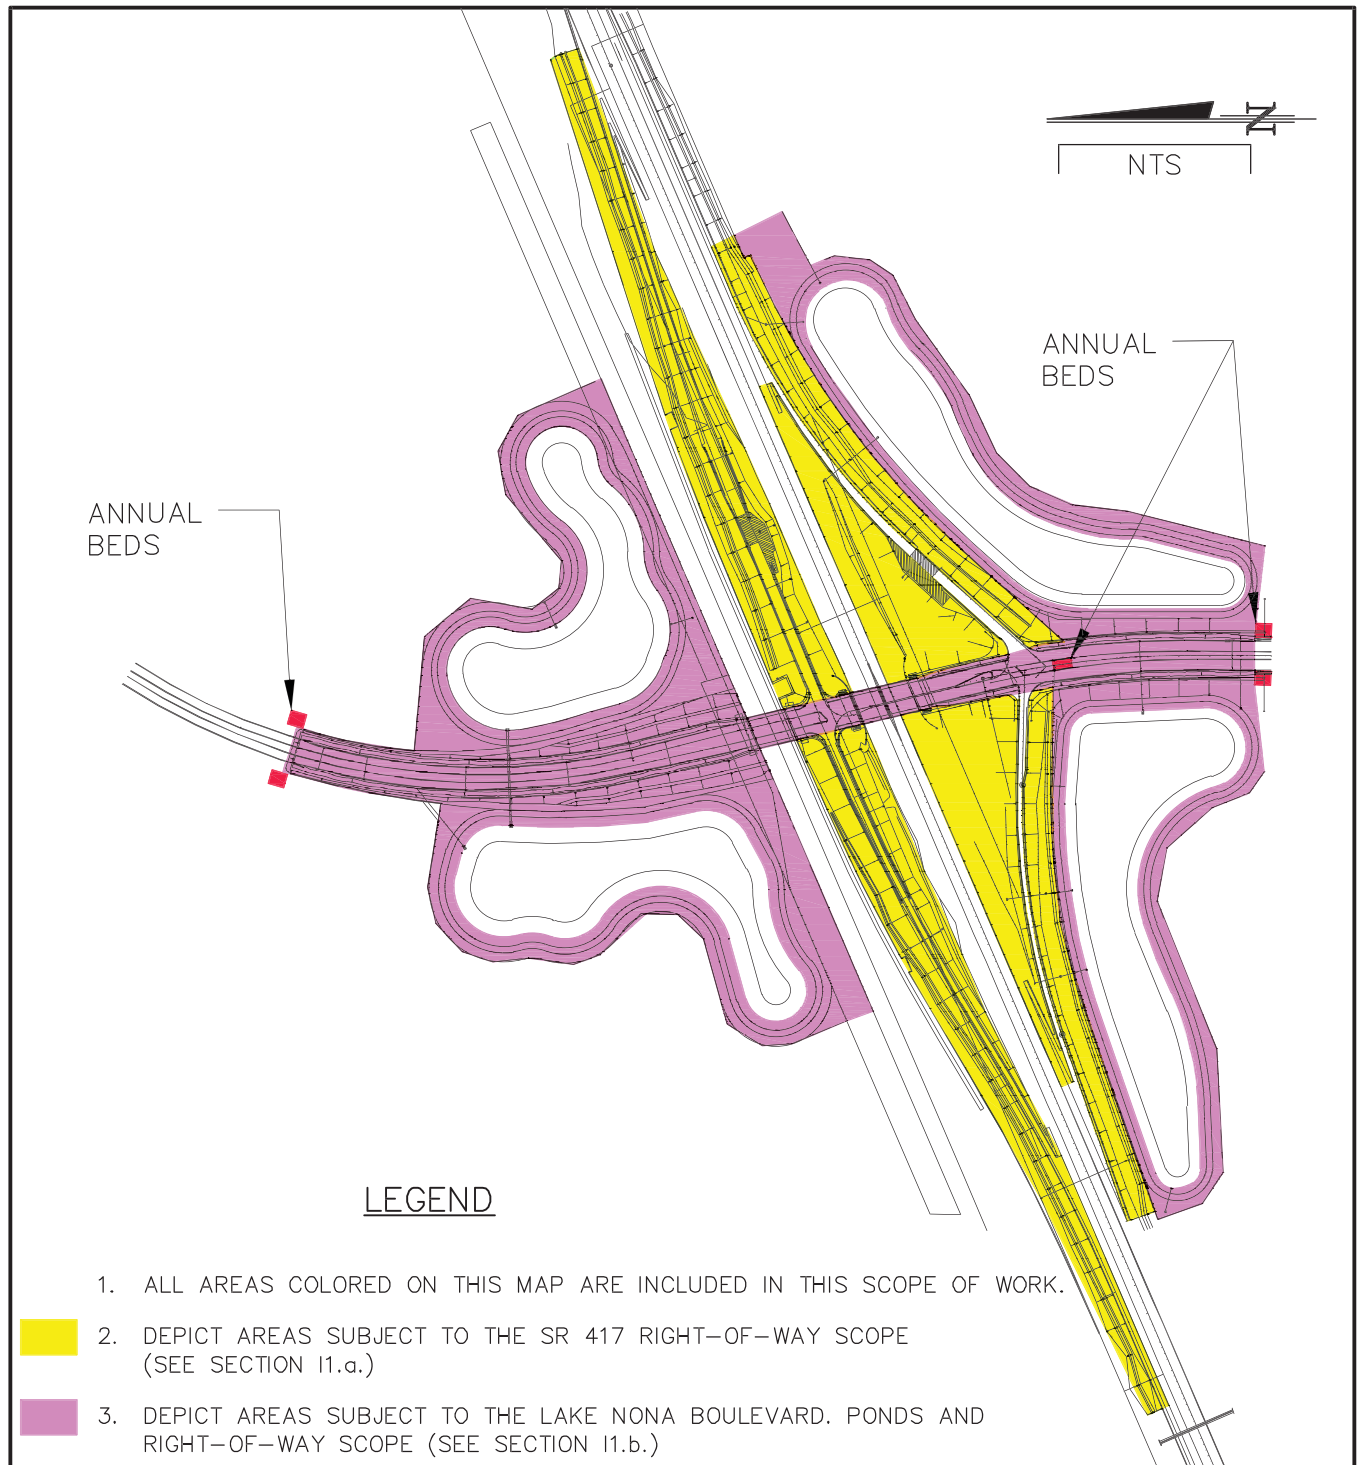 N
NTS
ANNUAL
BEDS
ANNUAL
BEDS
LEGEND
1. ALL AREAS COLORED ON THIS MAP ARE INCLUDED IN THIS SCOPE OF WORK.
2. DEPICT AREAS SUBJECT TO THE SR 417 RIGHT-OF-WAY SCOPE
(SEE SECTION I1.a.)
3. DEPICT AREAS SUBJECT TO THE LAKE NONA BOULEVARD. PONDS AND
RIGHT-OF-WAY SCOPE (SEE SECTION I1.b.)